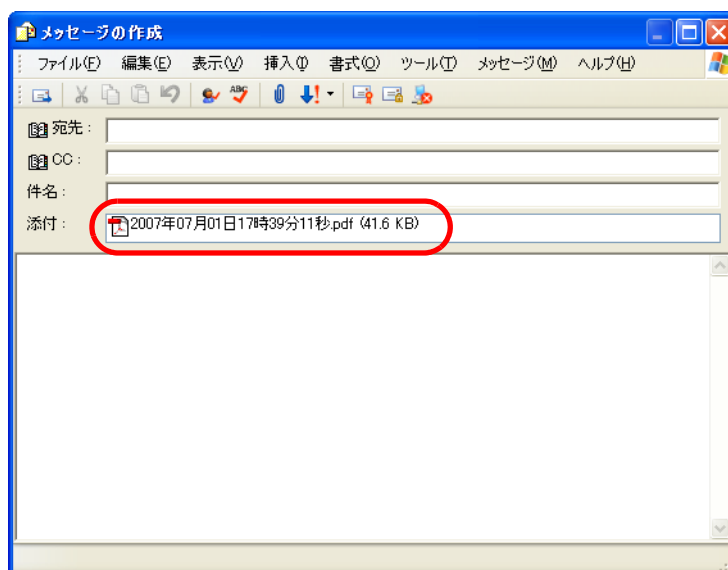 メッセージの作成
ファイル(F) 編集(E) 表示(V) 挿入(I) 書式(O) ツール(T) メッセージ(M) ヘルプ(H)
ABC
宛先：
CC：
件名：
添付： 2007年07月01日17時39分11秒.pdf (41.6 KB)